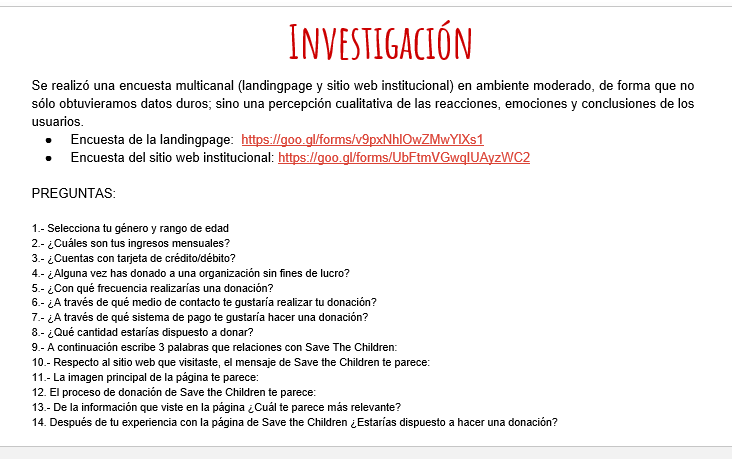 INVESTIGACIÓN
Se realizó una encuesta multicanal (landingpage y sitio web institucional) en ambiente moderado, de forma que no
sólo obtuvieramos datos duros; sino una percepción cualitativa de las reacciones, emociones y conclusiones de los
usuarios.
● Encuesta de la landingpage: https://goo.gl/forms/v9pxNhlOwZMwYlXs1
● Encuesta del sitio web institucional: https://goo.gl/forms/UbFtmVGwqIUAyzWC2
PREGUNTAS:
1.- Selecciona tu género y rango de edad
2.- ¿Cuáles son tus ingresos mensuales?
3.- ¿Cuentas con tarjeta de crédito/débito?
4.- ¿Alguna vez has donado a una organización sin fines de lucro?
5.- ¿Con qué frecuencia realizarías una donación?
6.- ¿A través de qué medio de contacto te gustaría realizar tu donación?
7.- ¿A través de qué sistema de pago te gustaría hacer una donación?
8.- ¿Qué cantidad estarías dispuesto a donar?
9.- A continuación escribe 3 palabras que relaciones con Save The Children:
10.- Respecto al sitio web que visitaste, el mensaje de Save the Children te parece:
11.- La imagen principal de la página te parece:
12. El proceso de donación de Save the Children te parece:
13.- De la información que viste en la página ¿Cuál te parece más relevante?
14. Después de tu experiencia con la página de Save the Children ¿Estarías dispuesto a hacer una donación?